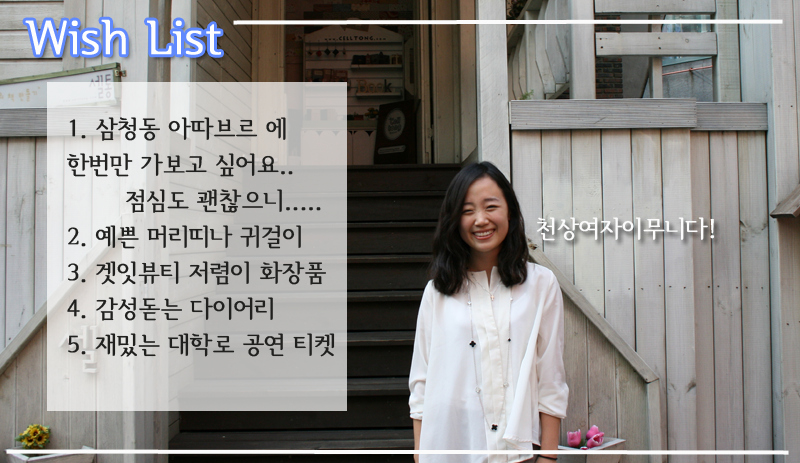 Wish List
1. 삼청동 아따브르 에
한번만 가보고 싶어요..
점심도 괜찮으니.....
2. 예쁜 머리띠나 귀걸이
3. 겟잇뷰티 저렴이 화장품
4. 감성돋는 다이어리
5. 재밌는 대학로 공연 티켓
천상여자이무니다!